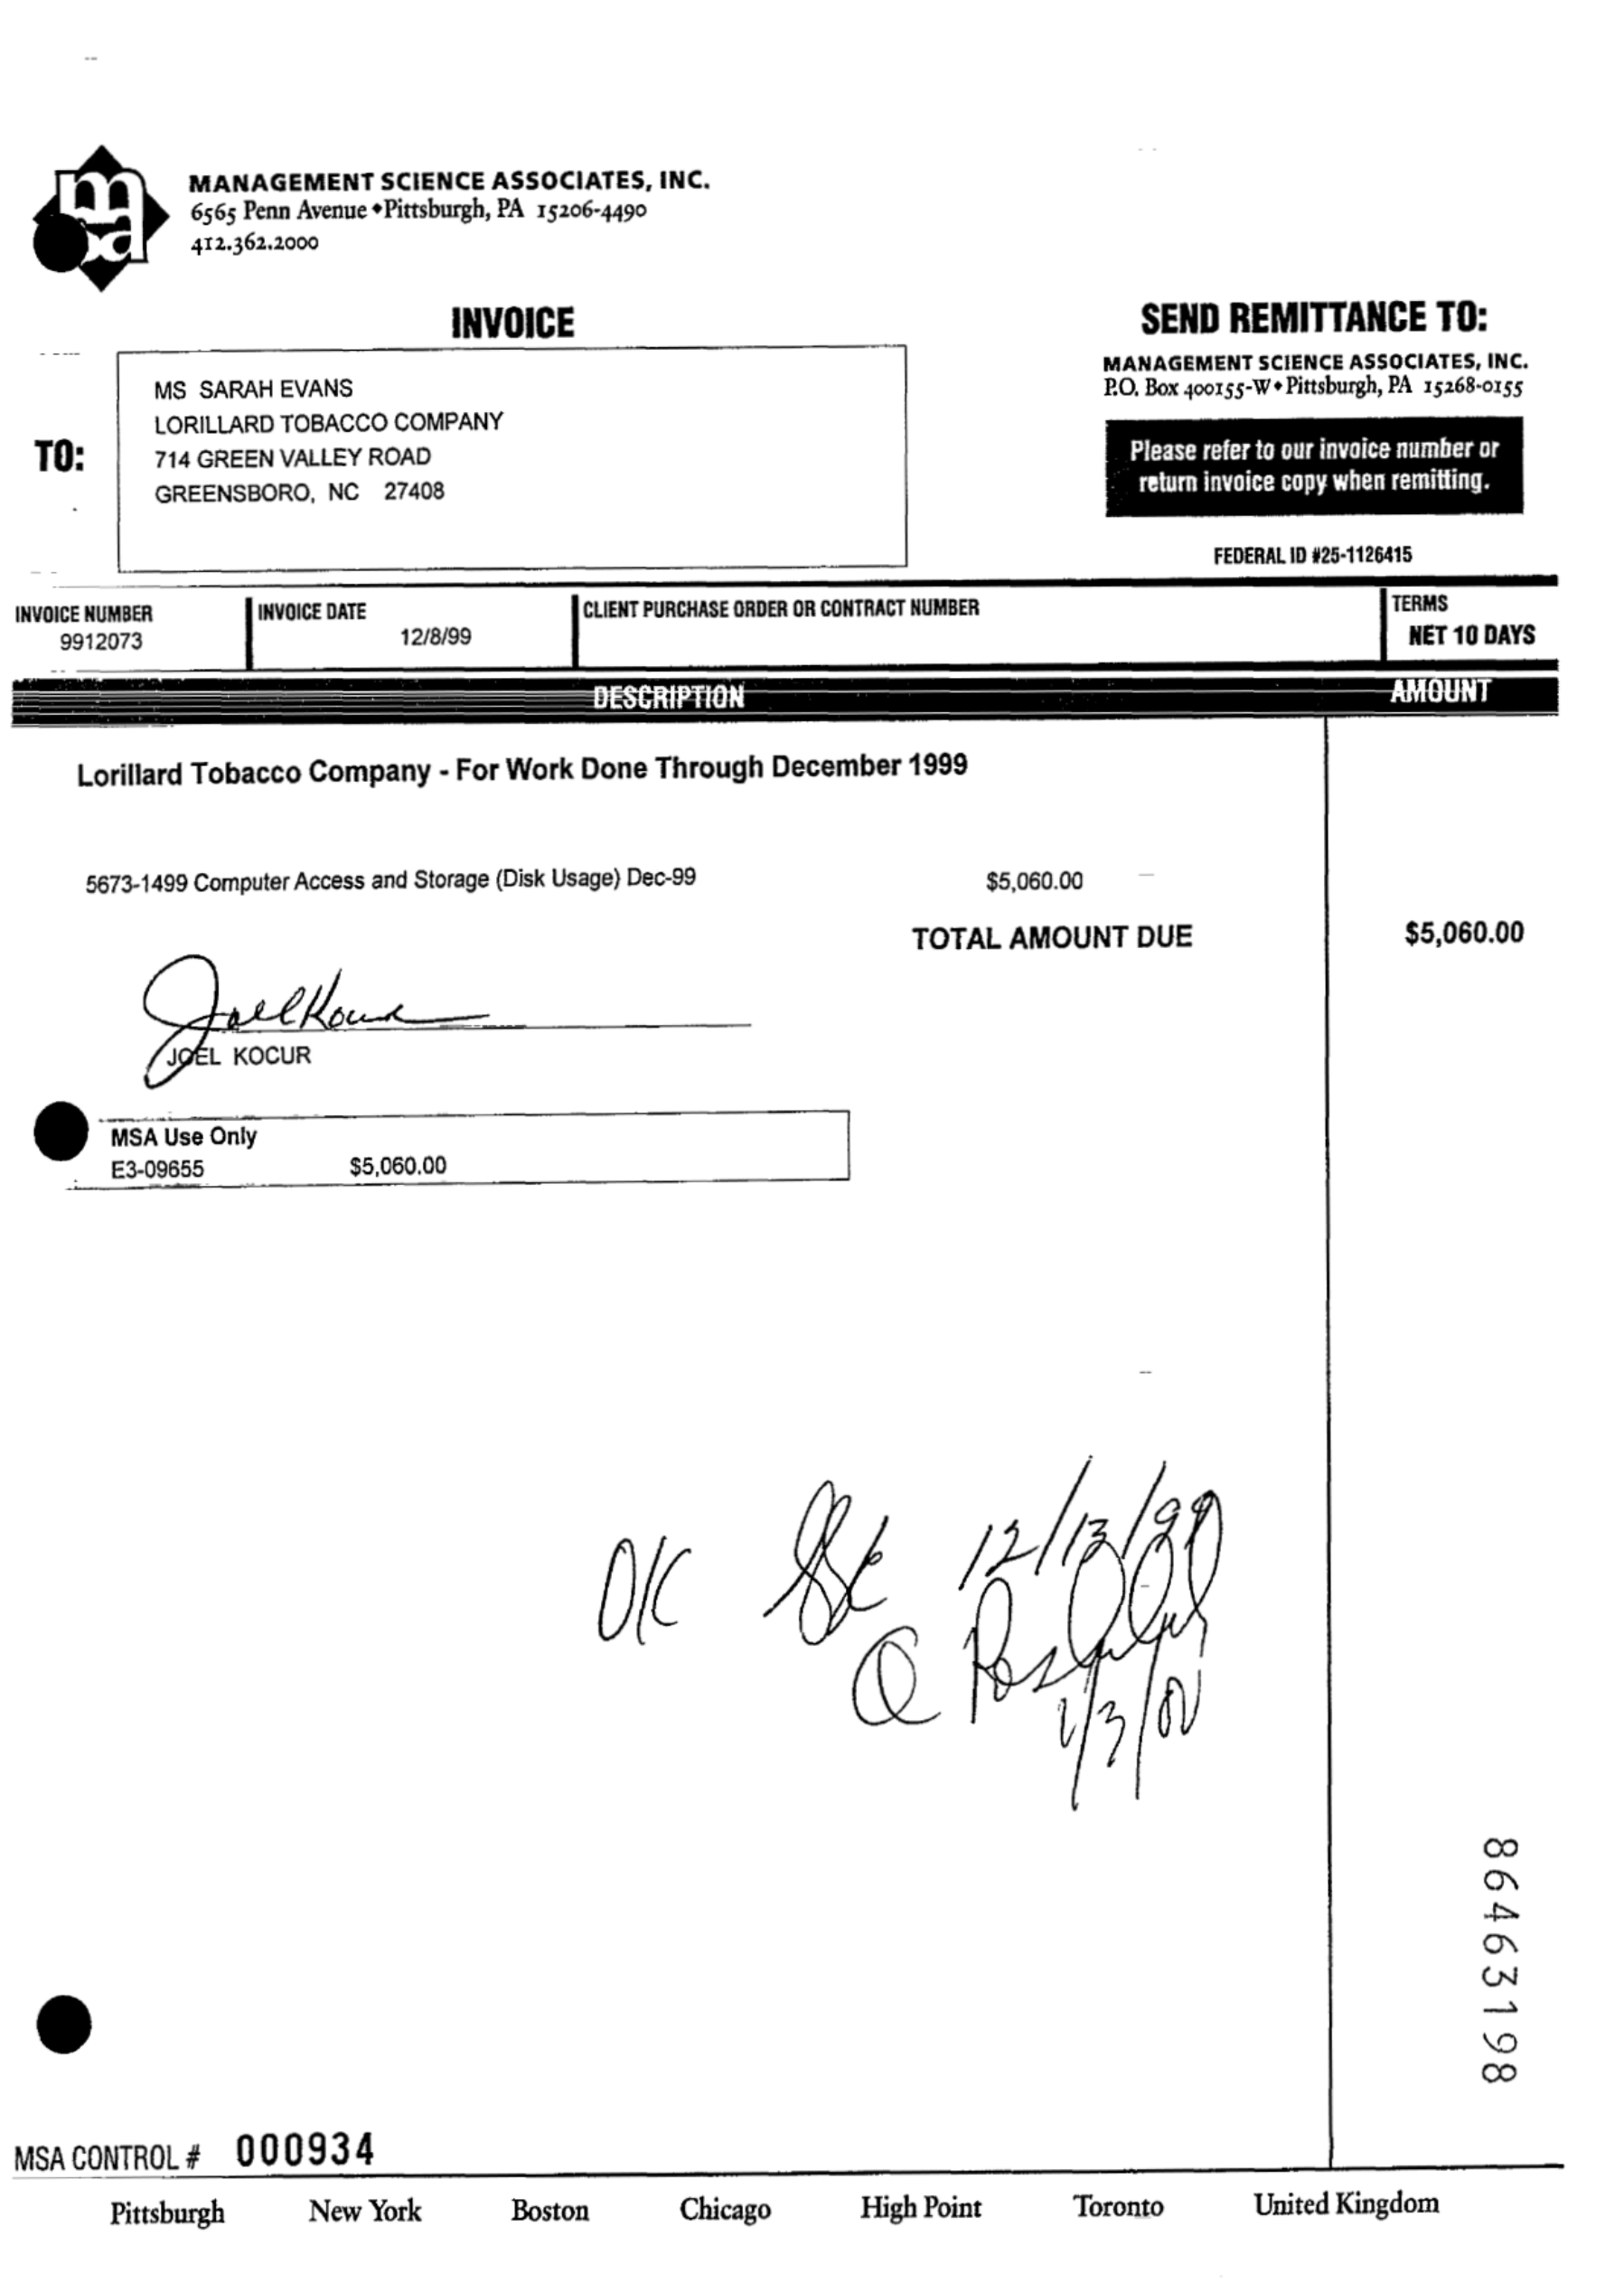 msa
MANAGEMENT SCIENCE ASSOCIATES, INC.
6565 Penn Avenue ♦ Pittsburgh, PA 15206-4490
412.362.2000
INVOICE
SEND REMITTANCE TO:
MANAGEMENT SCIENCE ASSOCIATES, INC.
P.O. Box 400155-W ♦ Pittsburgh, PA 15268-0155
TO:
MS SARAH EVANS
LORILLARD TOBACCO COMPANY
714 GREEN VALLEY ROAD
GREENSBORO, NC 27408
Please refer to our invoice number or
return invoice copy when remitting.
FEDERAL ID #25-1126415
INVOICE NUMBER INVOICE DATE CLIENT PURCHASE ORDER OR CONTRACT NUMBER TERMS
9912073 12/8/99 NET 10 DAYS
DESCRIPTION AMOUNT
Lorillard Tobacco Company - For Work Done Through December 1999
5673-1499 Computer Access and Storage (Disk Usage) Dec-99 $5,060.00
TOTAL AMOUNT DUE $5,060.00
Joel Kocur
JOEL KOCUR
MSA Use Only
E3-09655 $5,060.00
OK 12/13/99
1/3/00
86463198
MSA CONTROL # 000934
Pittsburgh New York Boston Chicago High Point Toronto United Kingdom